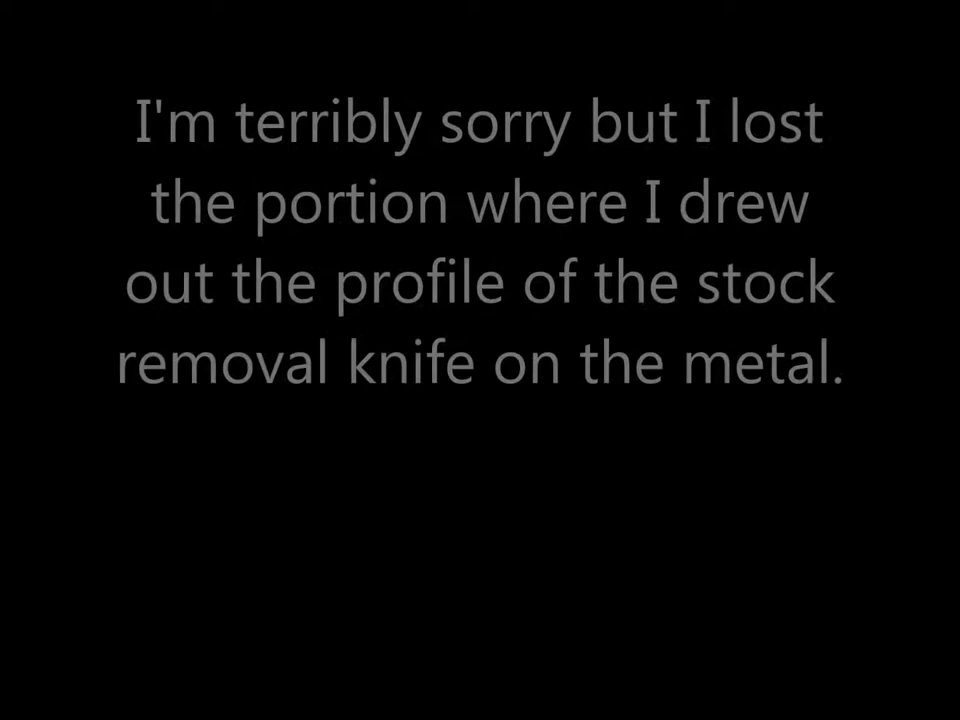 I'm terribly sorry but I lost
the portion where I drew
out the profile of the stock
removal knife on the metal.